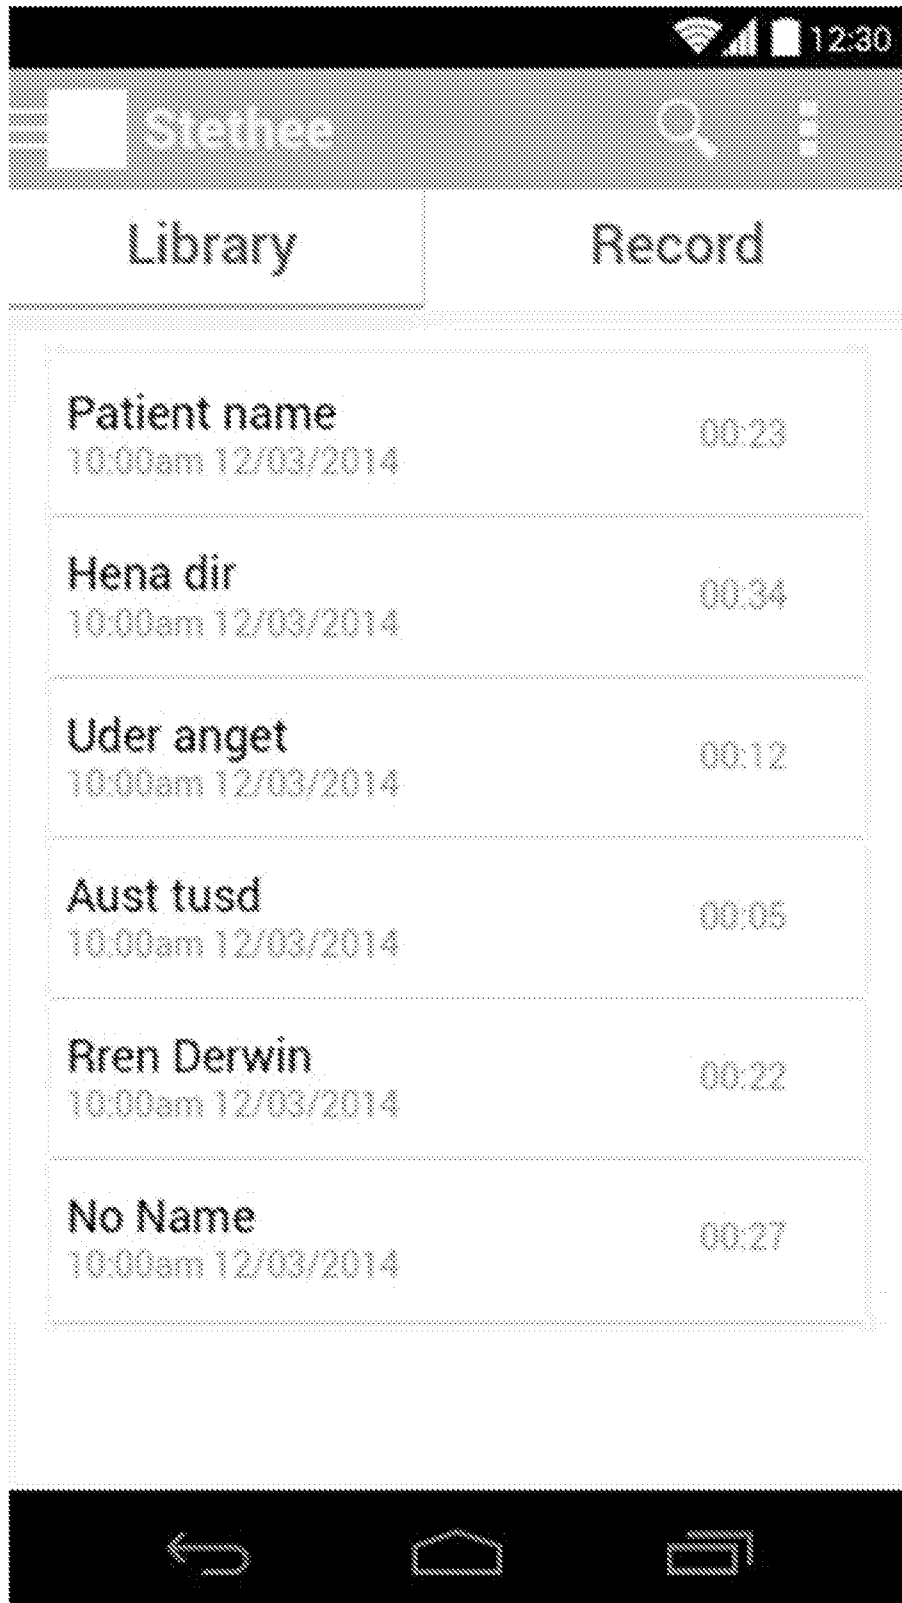 12:30
Stethee
Library
Record
Patient name
00:23
10:00am 12/03/2014
Hena dir
00:34
10:00am 12/03/2014
Uder anget
00:12
10:00am 12/03/2014
Aust tusd
00:05
10:00am 12/03/2014
Rren Derwin
00:22
10:00am 12/03/2014
No Name
00:27
10:00am 12/03/2014